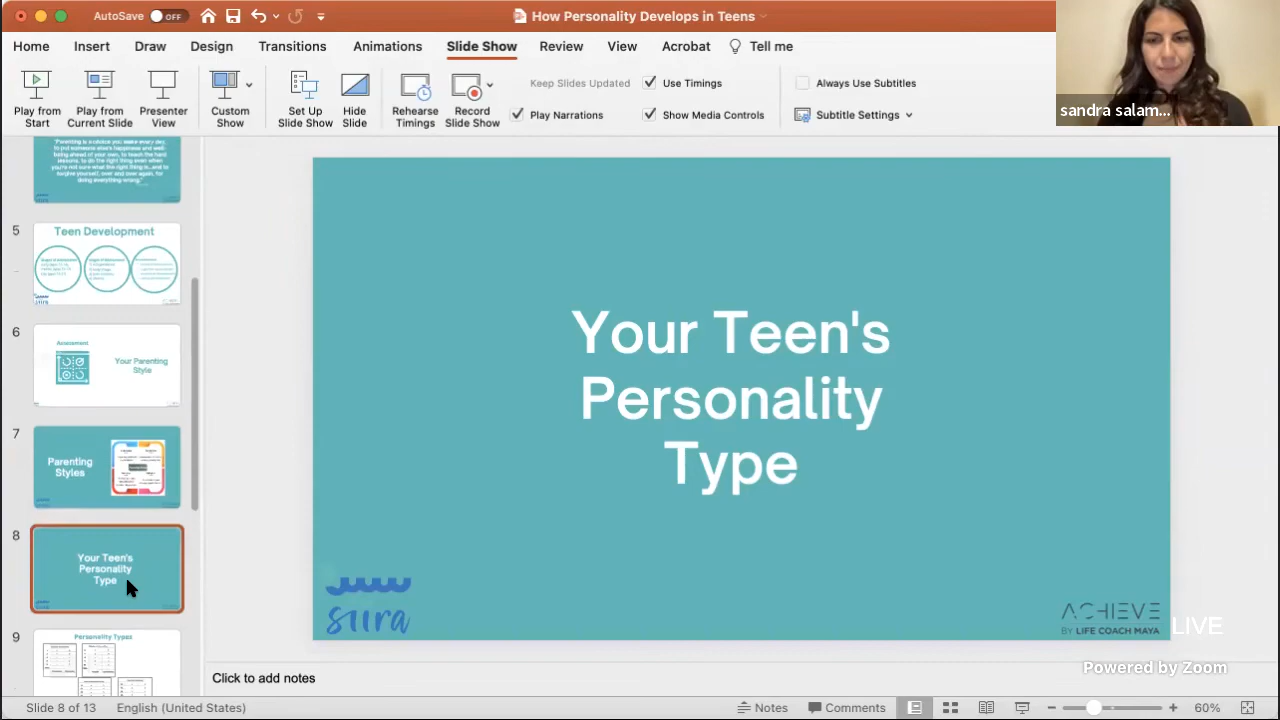 AutoSave OFF
How Personality Develops in Teens
Home Insert Draw Design Transitions Animations Slide Show Review View Acrobat Tell me
Play from Start
Play from Current Slide
Presenter View
Custom Show
Set Up Slide Show
Hide Slide
Rehearse Timings
Record Slide Show
Keep Slides Updated
Use Timings
Always Use Subtitles
Play Narrations
Show Media Controls
Subtitle Settings
sandra salam...
5
Teen Development
6
Assessment
Your Parenting
Style
7
Parenting
Styles
8
Your Teen's
Personality
Type
9
Personality Types
Your Teen's
Personality
Type
siira
ACHIEVE
BY LIFE COACH MAYA
LIVE
Powered by Zoom
Click to add notes
Slide 8 of 13 English (United States) Notes Comments 60%